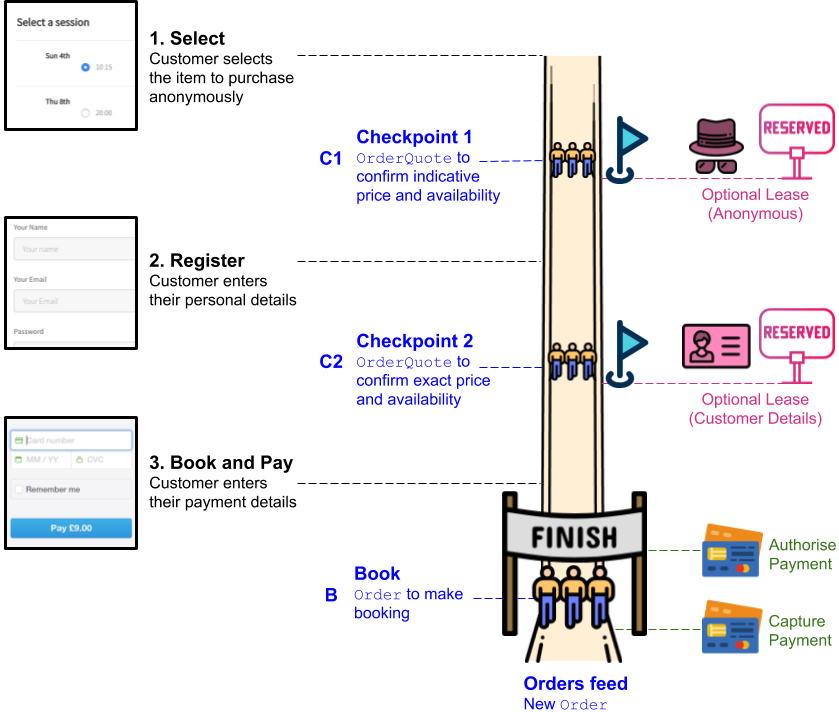 Select a session
Sun 4th
10:15
Thu 8th
20:00
1. Select
Customer selects
the item to purchase
anonymously
C1
Checkpoint 1
OrderQuote to
confirm indicative
price and availability
RESERVED
Optional Lease
(Anonymous)
Your Name
Your name
Your Email
Your Email
Password
2. Register
Customer enters
their personal details
C2
Checkpoint 2
OrderQuote to
confirm exact price
and availability
RESERVED
Optional Lease
(Customer Details)
Card number
MM / YY
CVC
Remember me
Pay £9.00
3. Book and Pay
Customer enters
their payment details
FINISH
Authorise
Payment
B
Book
Order to make
booking
Capture
Payment
Orders feed
New Order